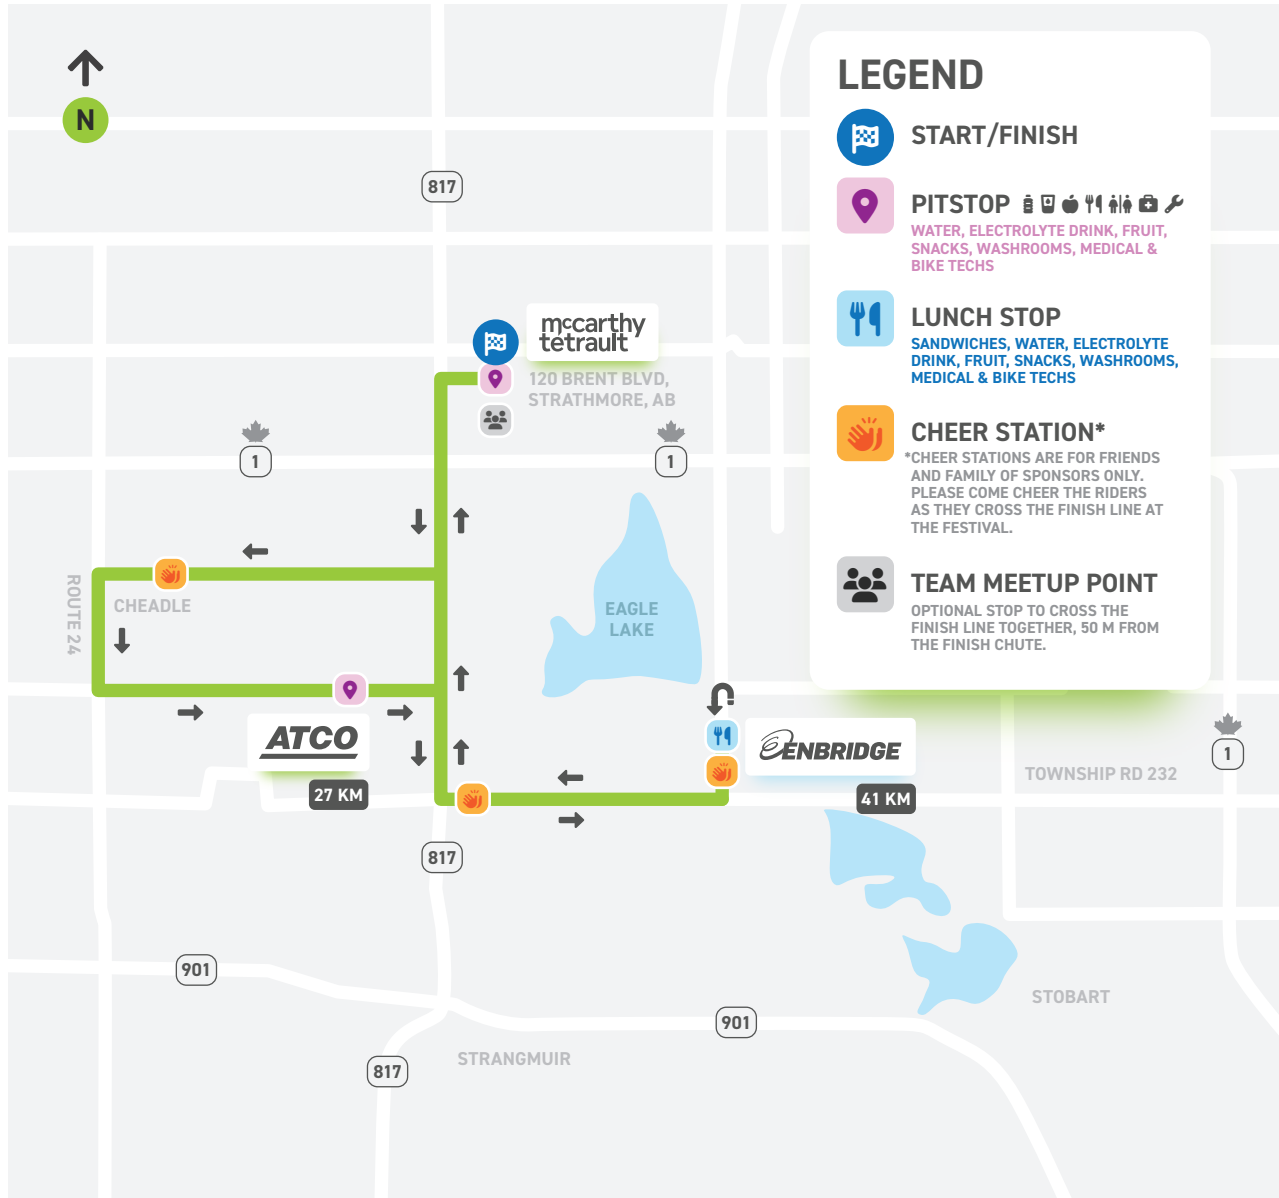 N
817
mccarthy
tétrault
120 BRENT BLVD,
STRATHMORE, AB
1
1
ROUTE 24
CHEADLE
EAGLE
LAKE
ATCO
27 KM
ENBRIDGE
41 KM
TOWNSHIP RD 232
1
817
901
901
STOBART
STRANGMUIR
817
LEGEND
START/FINISH
PITSTOP
WATER, ELECTROLYTE DRINK, FRUIT,
SNACKS, WASHROOMS, MEDICAL &
BIKE TECHS
LUNCH STOP
SANDWICHES, WATER, ELECTROLYTE
DRINK, FRUIT, SNACKS, WASHROOMS,
MEDICAL & BIKE TECHS
CHEER STATION*
*CHEER STATIONS ARE FOR FRIENDS
AND FAMILY OF SPONSORS ONLY.
PLEASE COME CHEER THE RIDERS
AS THEY CROSS THE FINISH LINE AT
THE FESTIVAL.
TEAM MEETUP POINT
OPTIONAL STOP TO CROSS THE
FINISH LINE TOGETHER, 50 M FROM
THE FINISH CHUTE.